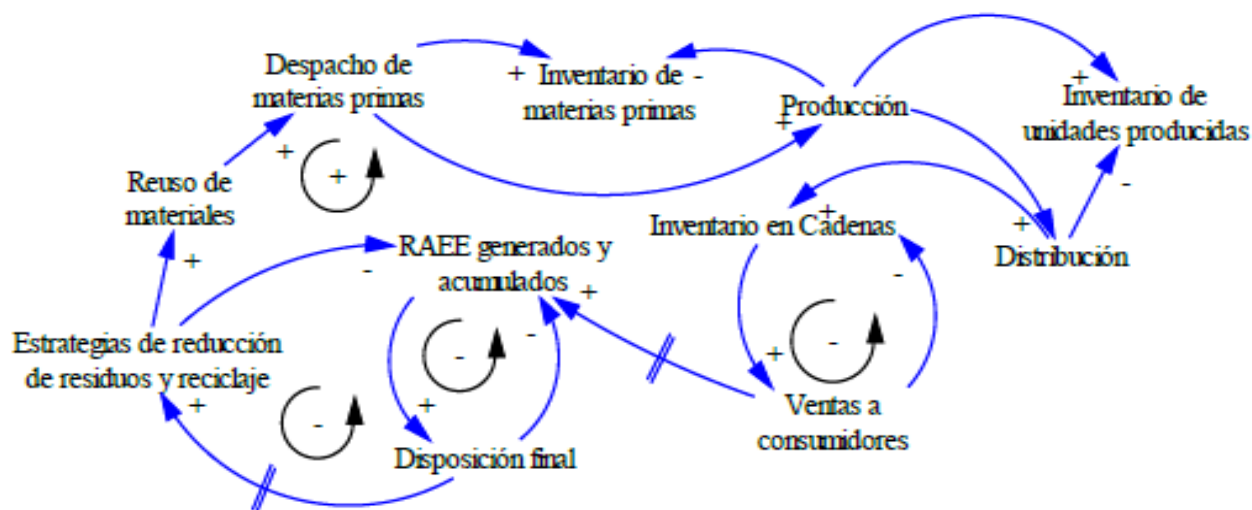 Despacho de
materias primas
+
Inventario de
materias primas
-
Producción
+
+
Inventario de
unidades producidas
-
+
+
Reuso de
materiales
+
RAEE generados y
acumulados
-
+
Inventario en Cadenas
+
-
+
Distribución
Estrategias de reducción
de residuos y reciclaje
+
-
-
-
+
-
+
Ventas a
consumidores
Disposición final